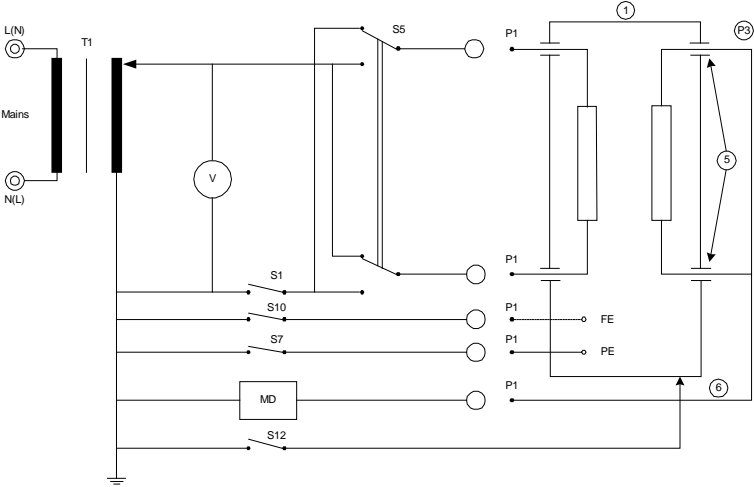 L(N)
T1
S5
P1
1
P3
Mains
5
V
N(L)
P1
S1
S10
P1
FE
S7
P1
PE
MD
P1
6
S12